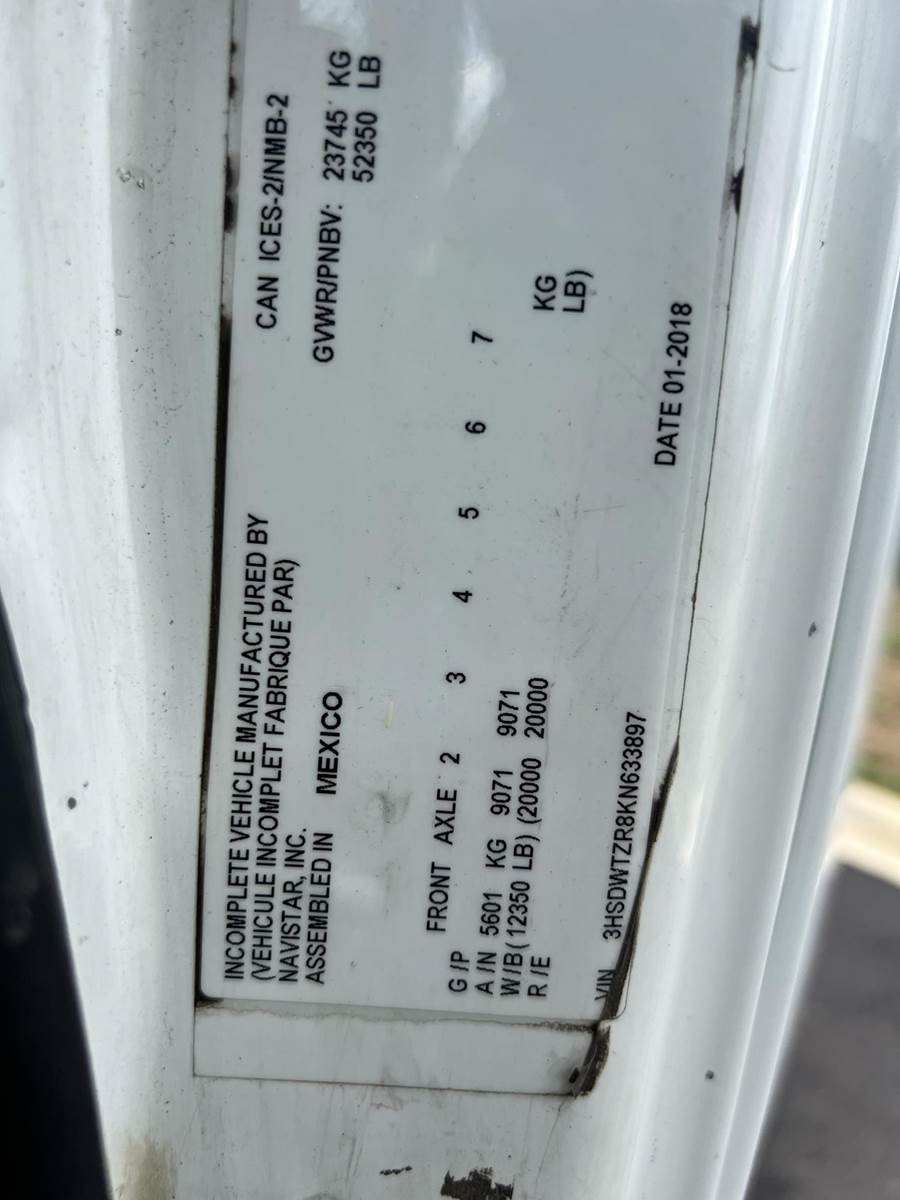 INCOMPLETE VEHICLE MANUFACTURED BY
(VEHICULE INCOMPLET FABRIQUE PAR)
NAVISTAR, INC.
ASSEMBLED IN MEXICO
CAN ICES-2/NMB-2
GVWR/PNBV: 23745 KG
52350 LB
FRONT AXLE 2 3 4 5 6 7
G/P
A/N 5601 KG 9071 9071 KG
W/B (12350 LB) (20000 20000 LB)
R/E
VIN 3HSDWTZR8KN633897 DATE 01-2018